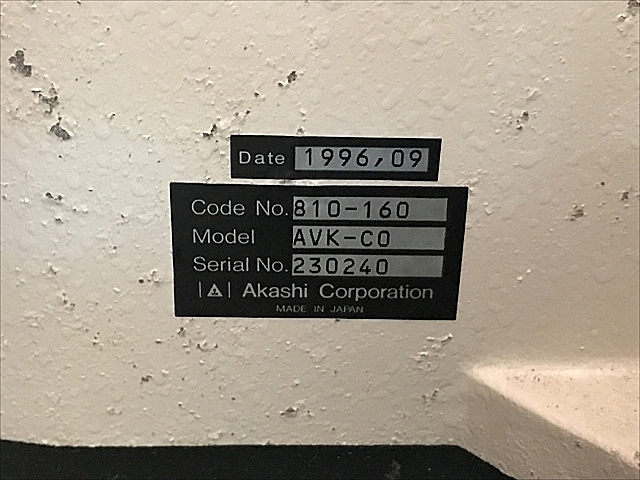 Date 1996,09
Code No. 810-160
Model AVK-C0
Serial No. 230240
Akashi Corporation
MADE IN JAPAN